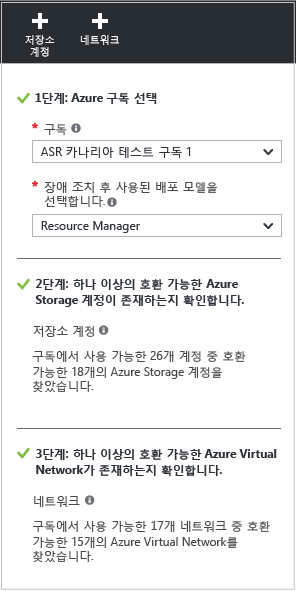 저장소
계정
네트워크
1단계: Azure 구독 선택
* 구독
ASR 카나리아 테스트 구독 1
* 장애 조치 후 사용된 배포 모델을
선택합니다.
Resource Manager
2단계: 하나 이상의 호환 가능한 Azure
Storage 계정이 존재하는지 확인합니다.
저장소 계정
구독에서 사용 가능한 26개 계정 중 호환
가능한 18개의 Azure Storage 계정을
찾았습니다.
3단계: 하나 이상의 호환 가능한 Azure Virtual
Network가 존재하는지 확인합니다.
네트워크
구독에서 사용 가능한 17개 네트워크 중 호환
가능한 15개의 Azure Virtual Network를
찾았습니다.